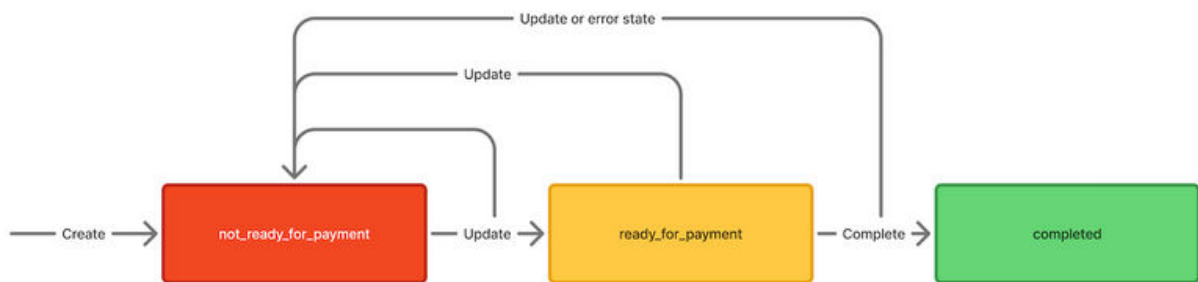 Update or error state
Update
Create
not_ready_for_payment
Update
ready_for_payment
Complete
completed